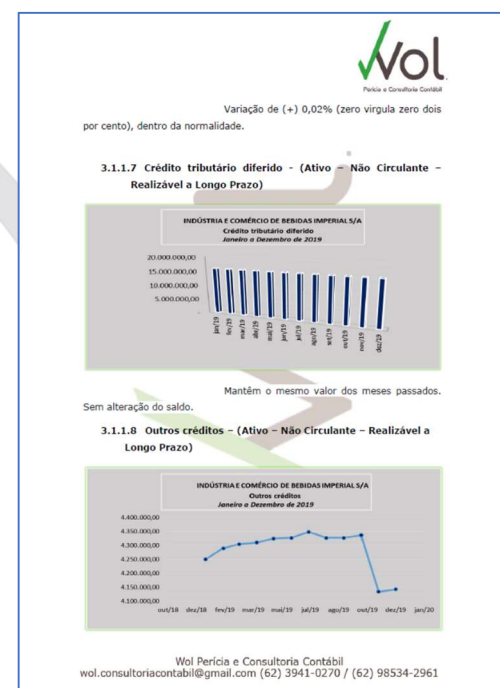 Wol
Perícia e Consultoria Contábil
Variação de (+) 0,02% (zero virgula zero dois
por cento), dentro da normalidade.
3.1.1.7 Crédito tributário diferido - (Ativo – Não Circulante –
Realizável a Longo Prazo)
INDÚSTRIA E COMÉRCIO DE BEBIDAS IMPERIAL S/A
Crédito tributário diferido
Janeiro a Dezembro de 2019
20.000.000,00
15.000.000,00
10.000.000,00
5.000.000,00
-
jan/19 fev/19 mar/19 abr/19 mai/19 jun/19 jul/19 ago/19 set/19 out/19 nov/19 dez/19
Mantêm o mesmo valor dos meses passados.
Sem alteração do saldo.
3.1.1.8 Outros créditos – (Ativo – Não Circulante – Realizável a
Longo Prazo)
INDÚSTRIA E COMÉRCIO DE BEBIDAS IMPERIAL S/A
Outros créditos
Janeiro a Dezembro de 2019
4.400.000,00
4.350.000,00
4.300.000,00
4.250.000,00
4.200.000,00
4.150.000,00
4.100.000,00
out/18 dez/18 fev/19 mar/19 mai/19 jul/19 ago/19 out/19 dez/19 jan/20
Wol Perícia e Consultoria Contábil
wol.consultoriacontabil@gmail.com (62) 3941-0270 / (62) 98534-2961